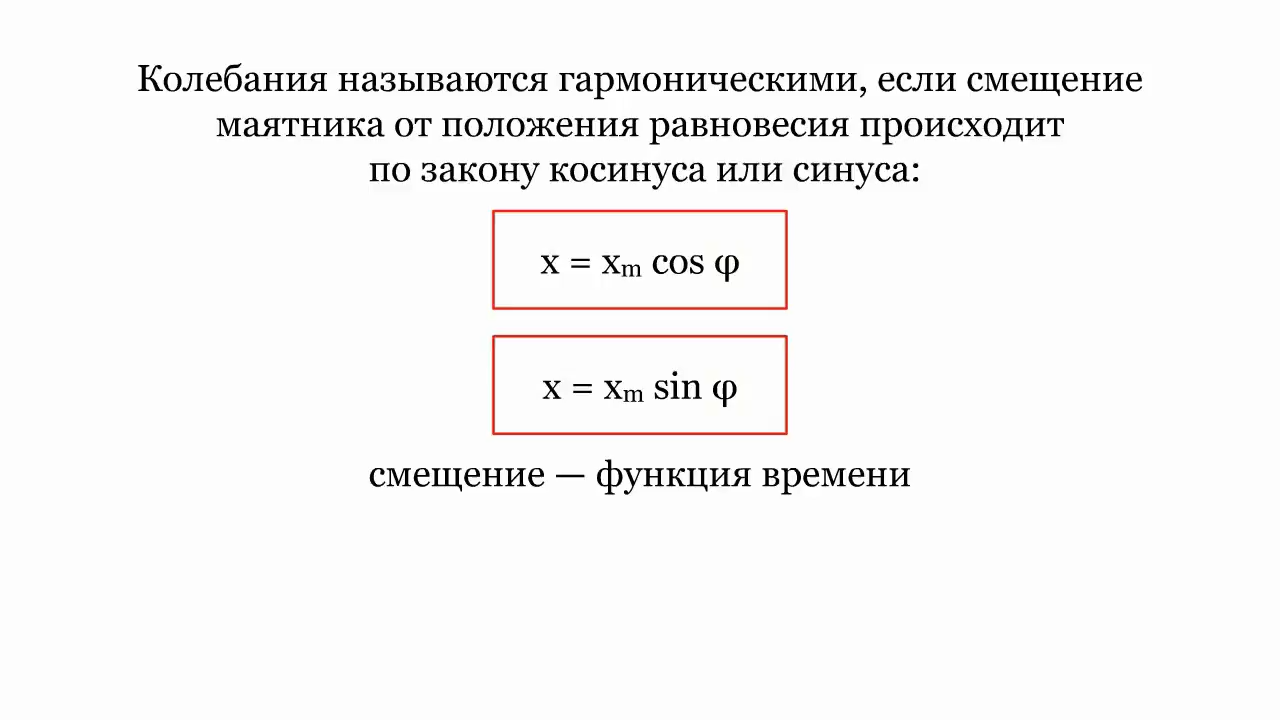 Колебания называются гармоническими, если смещение
маятника от положения равновесия происходит
по закону косинуса или синуса:
x = xₘ cos φ
x = xₘ sin φ
смещение — функция времени